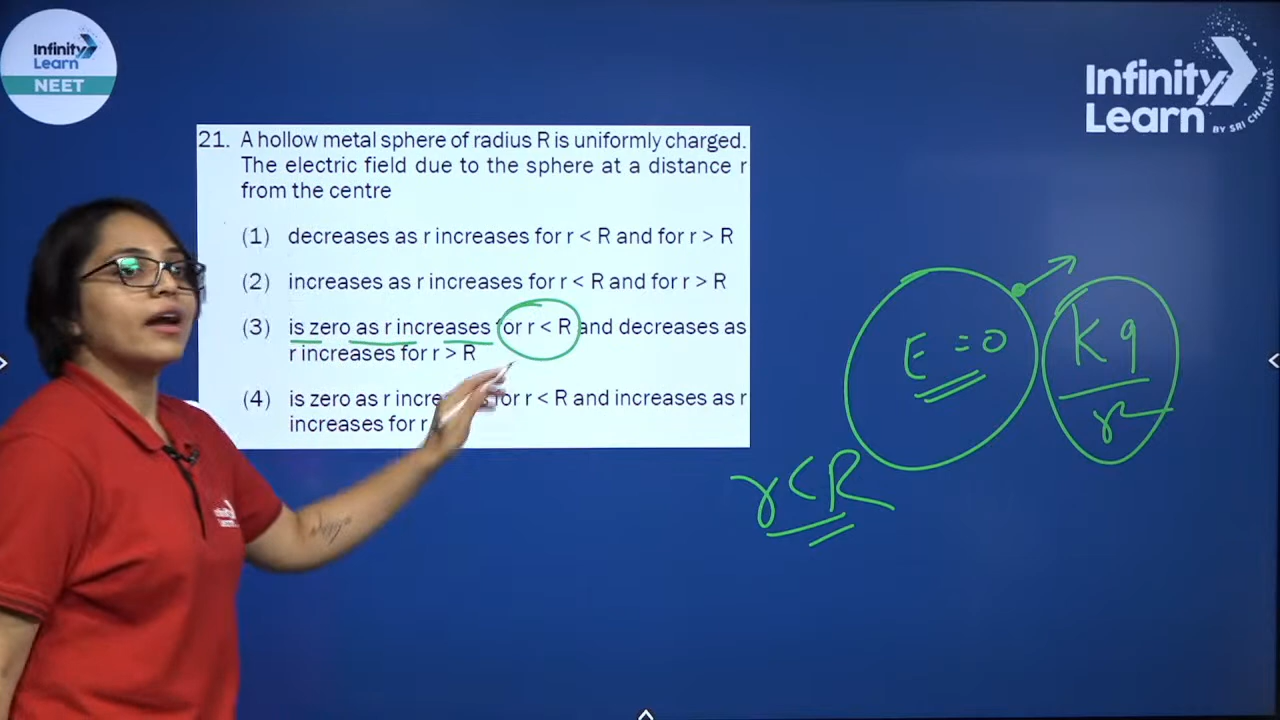 Infinity
Learn
NEET
Infinity
Learn
BY SRI CHAITANYA
21. A hollow metal sphere of radius R is uniformly charged.
The electric field due to the sphere at a distance r
from the centre
(1) decreases as r increases for r < R and for r > R
(2) increases as r increases for r < R and for r > R
(3) is zero as r increases for r < R and decreases as
r increases for r > R
(4) is zero as r incre for r < R and increases as r
increases for r
E = 0
Kq
r²
r < R
Infinity
Learn